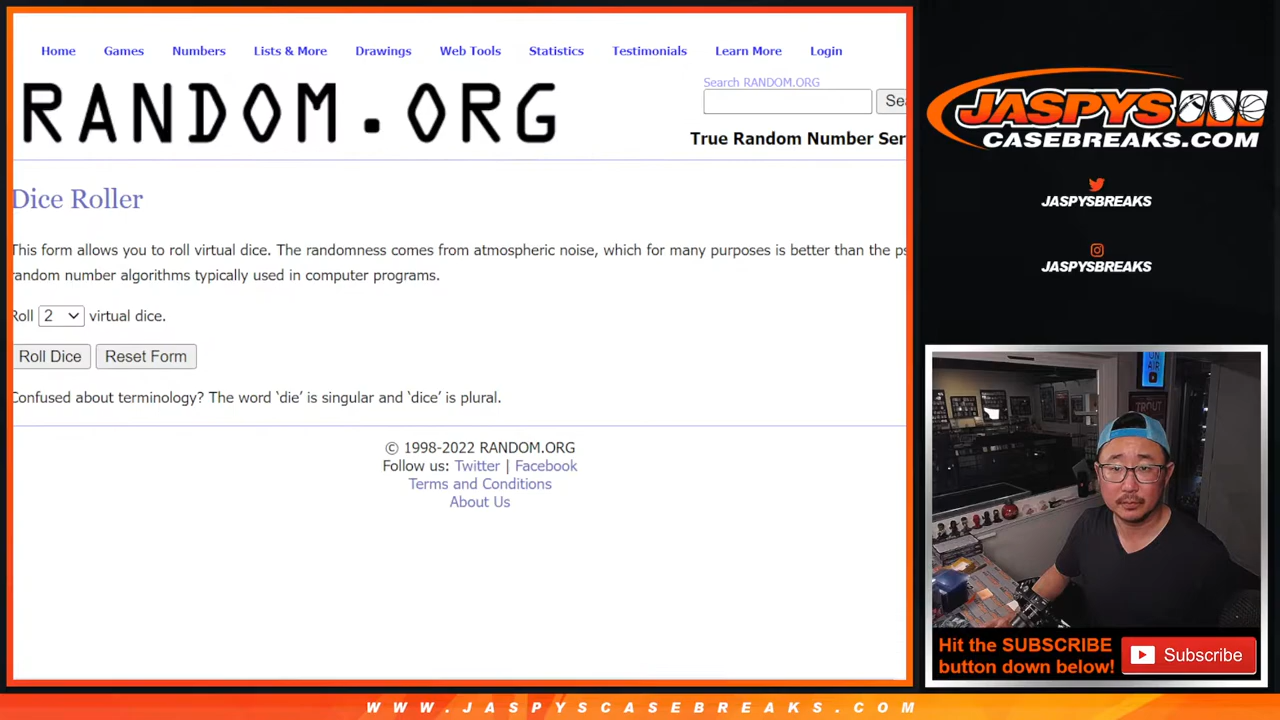 Home Games Numbers Lists & More Drawings Web Tools Statistics Testimonials Learn More Login
RANDOM.ORG
Search RANDOM.ORG
Sea
True Random Number Ser
Dice Roller
This form allows you to roll virtual dice. The randomness comes from atmospheric noise, which for many purposes is better than the ps
random number algorithms typically used in computer programs.
Roll 2 virtual dice.
Roll Dice Reset Form
Confused about terminology? The word ‘die’ is singular and ‘dice’ is plural.
© 1998-2022 RANDOM.ORG
Follow us: Twitter | Facebook
Terms and Conditions
About Us
JASPYS
CASEBREAKS.COM
JASPYSBREAKS
JASPYSBREAKS
ON
AIR
TROUT
Hit the SUBSCRIBE
button down below!
Subscribe
WWW.JASPYSCASEBREAKS.COM